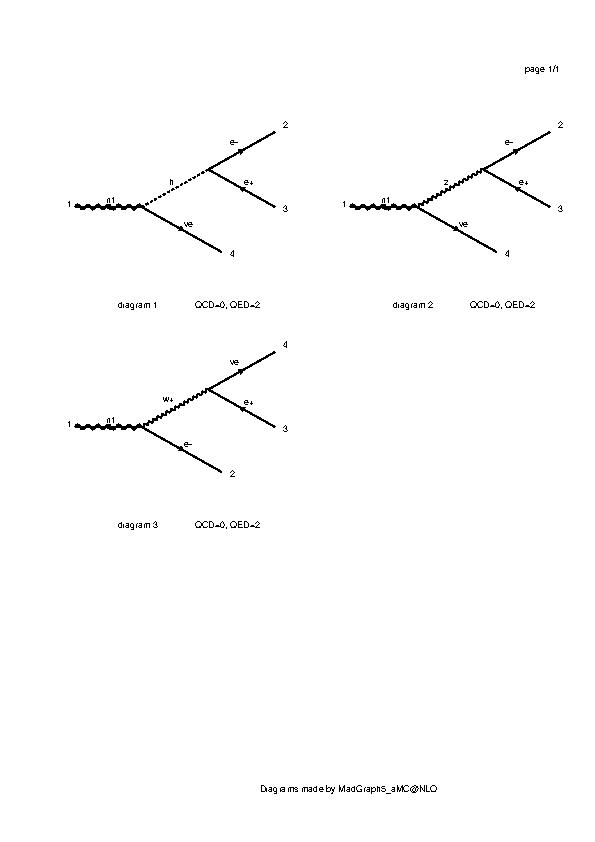 page 1/1
2
e-
h
e+
1
n1
3
ve
4
diagram 1 QCD=0, QED=2
2
e-
z
e+
1
n1
3
ve
4
diagram 2 QCD=0, QED=2
4
ve
w+
e+
1
n1
3
e-
2
diagram 3 QCD=0, QED=2
Diagrams made by MadGraph5_aMC@NLO